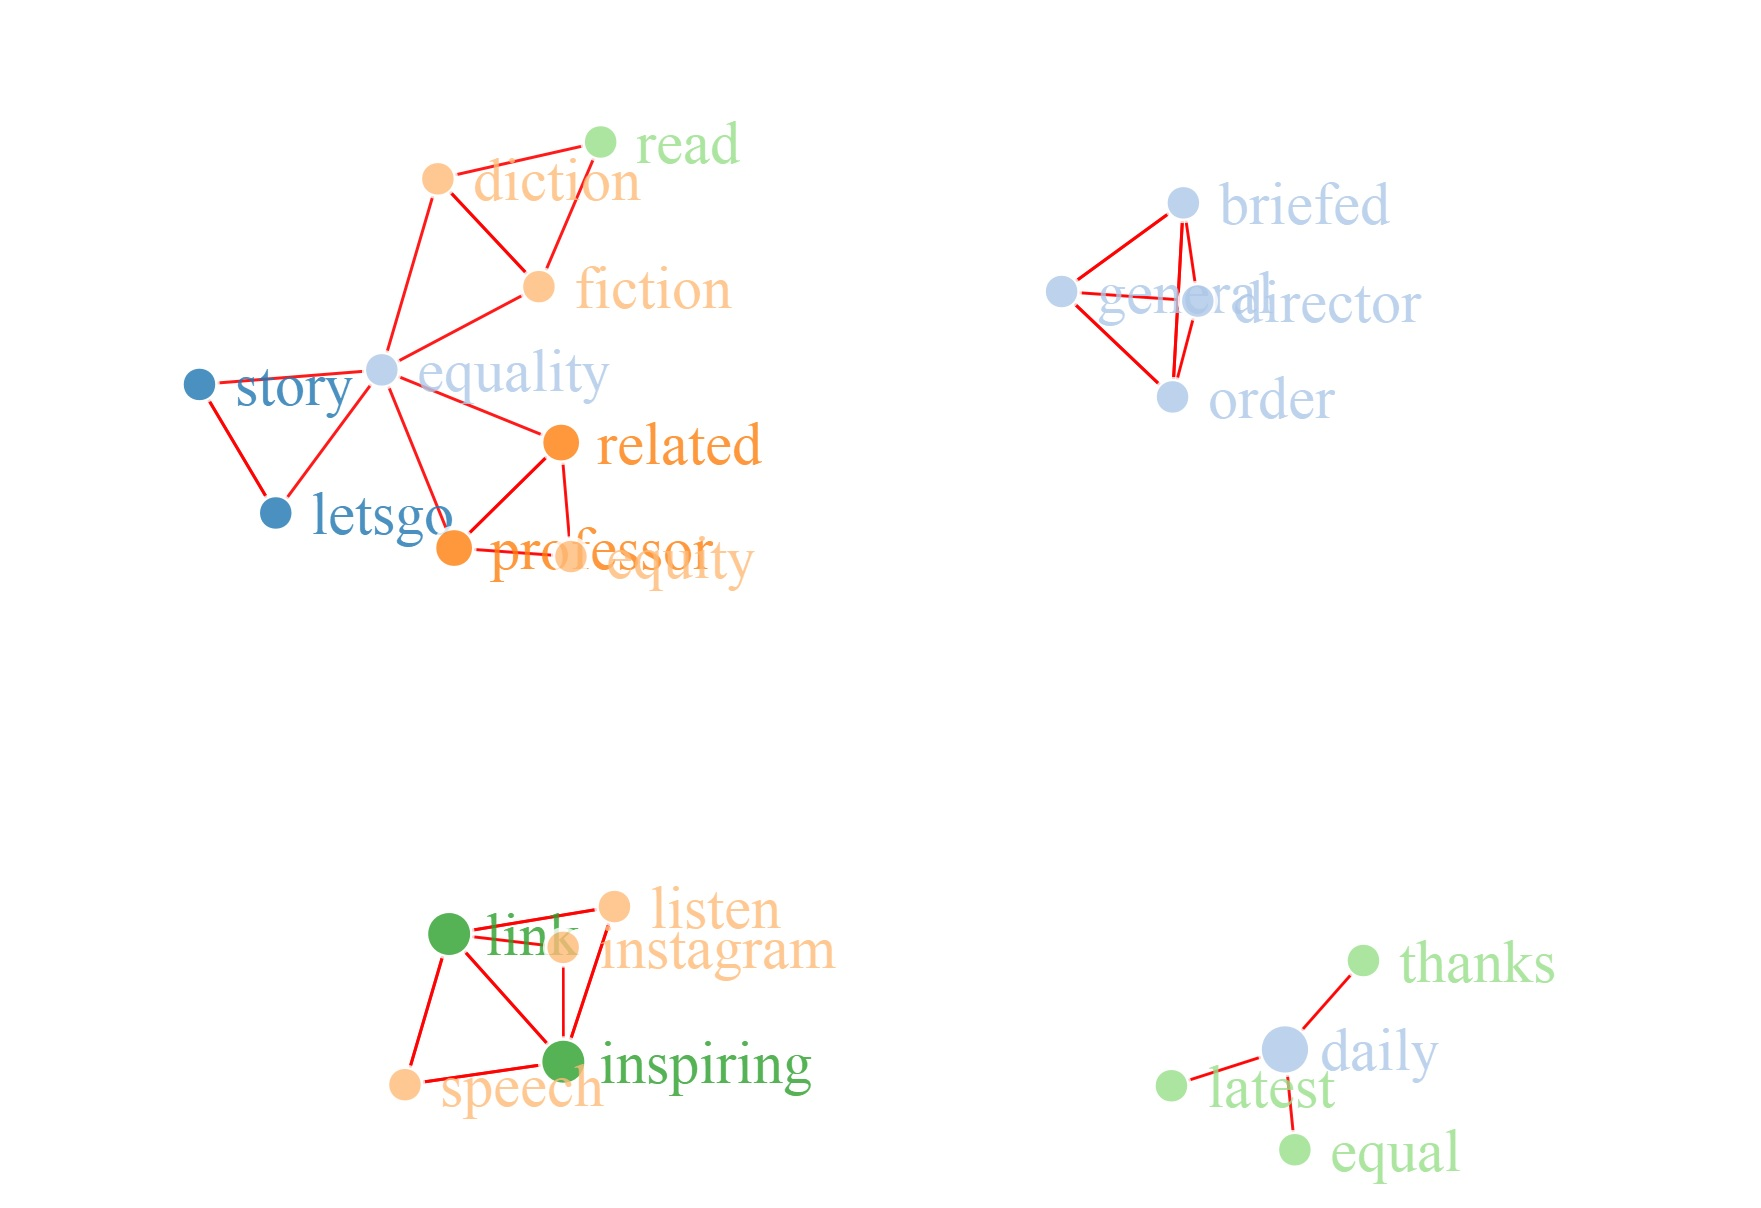 read
diction
fiction
equality
story
related
letsgo
professor
equity
briefed
general
director
order
listen
link
instagram
inspiring
speech
thanks
daily
latest
equal